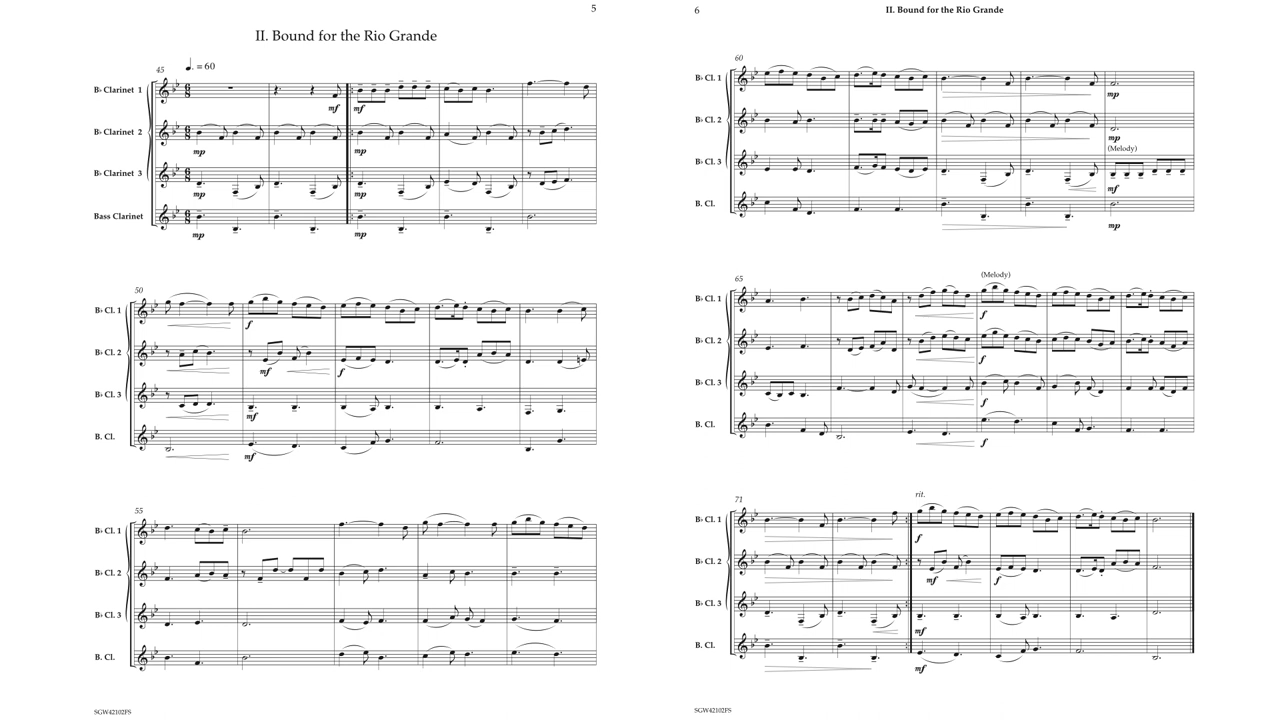 5
II. Bound for the Rio Grande
45
♩. = 60
B♭ Clarinet 1
mf
mf
B♭ Clarinet 2
mp
mp
B♭ Clarinet 3
mp
mp
Bass Clarinet
mp
mp
50
B♭ Cl. 1
f
B♭ Cl. 2
mf
f
B♭ Cl. 3
mf
B. Cl.
mf
55
B♭ Cl. 1
B♭ Cl. 2
B♭ Cl. 3
B. Cl.
SGW42102FS
6
II. Bound for the Rio Grande
60
B♭ Cl. 1
mp
B♭ Cl. 2
mp
(Melody)
B♭ Cl. 3
mf
B. Cl.
mp
65
(Melody)
B♭ Cl. 1
f
B♭ Cl. 2
f
B♭ Cl. 3
f
B. Cl.
f
71
rit.
B♭ Cl. 1
f
B♭ Cl. 2
mf
f
B♭ Cl. 3
mf
B. Cl.
mf
SGW42102FS